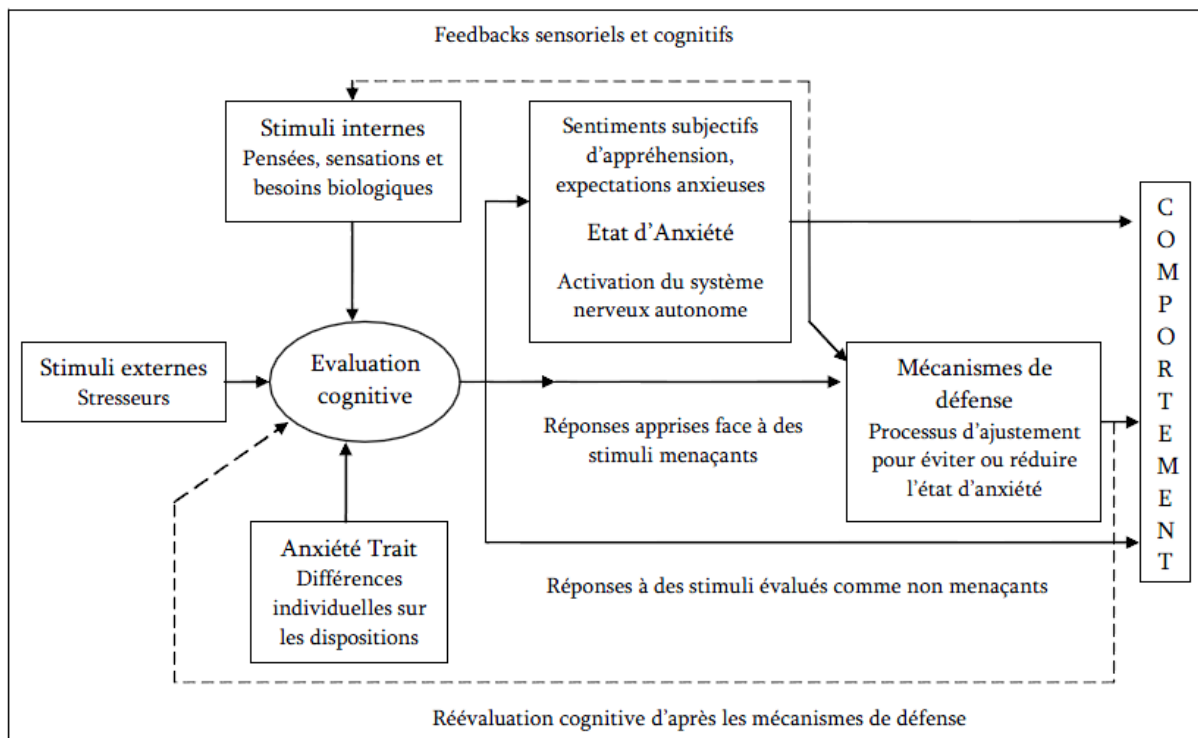 Feedbacks sensoriels et cognitifs
Stimuli internes
Pensées, sensations et
besoins biologiques
Sentiments subjectifs
d'appréhension,
expectations anxieuses
Etat d'Anxiété
Activation du système
nerveux autonome
Stimuli externes
Stresseurs
Evaluation
cognitive
Réponses apprises face à des
stimuli menaçants
Mécanismes de
défense
Processus d'ajustement
pour éviter ou réduire
l'état d'anxiété
C
O
M
P
O
R
T
E
M
E
N
T
Anxiété Trait
Différences
individuelles sur
les dispositions
Réponses à des stimuli évalués comme non menaçants
Réévaluation cognitive d'après les mécanismes de défense